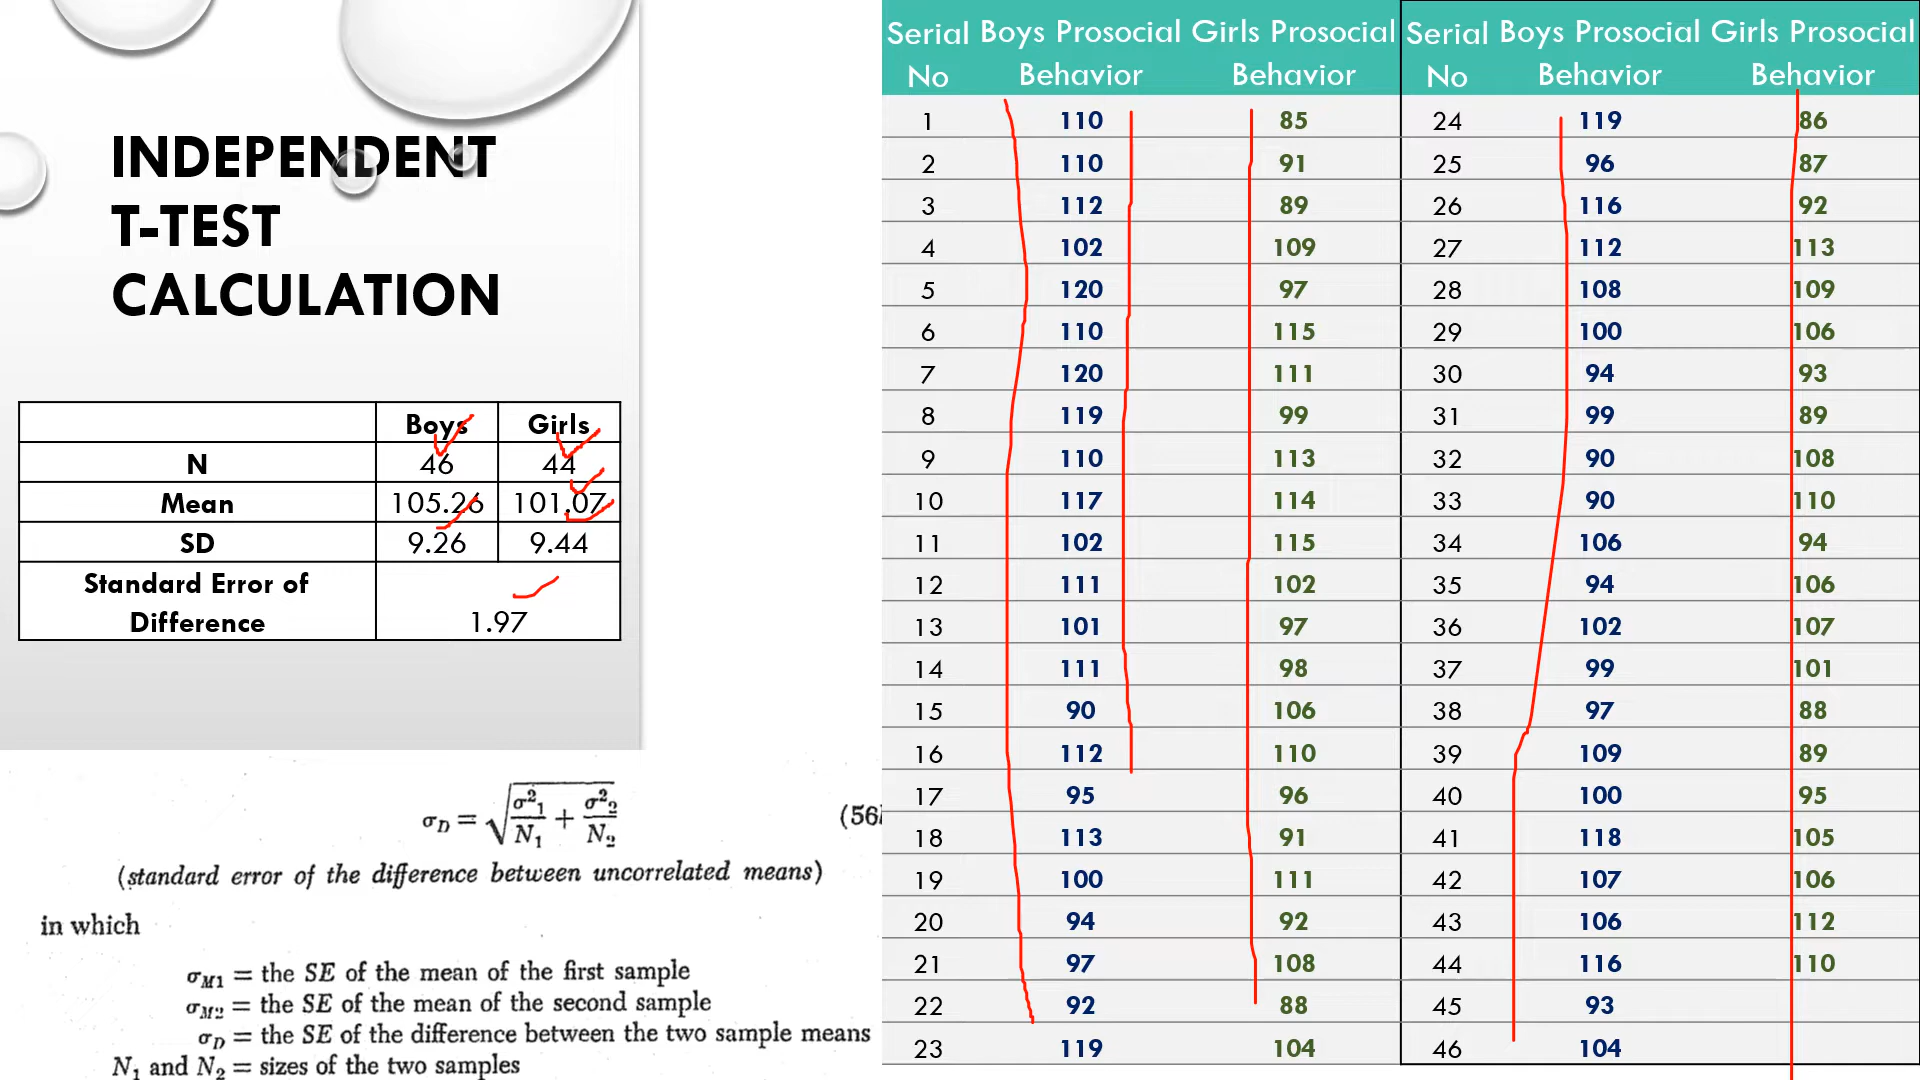 INDEPENDENT
T-TEST
CALCULATION
Boys Girls
N 46 44
Mean 105.26 101.07
SD 9.26 9.44
Standard Error of
Difference 1.97
σD = √(σ²1/N1 + σ²2/N2) (56
(standard error of the difference between uncorrelated means)
in which
σM1 = the SE of the mean of the first sample
σM2 = the SE of the mean of the second sample
σD = the SE of the difference between the two sample means
N1 and N2 = sizes of the two samples
Serial Boys Prosocial Girls Prosocial
No Behavior Behavior
1 110 85
2 110 91
3 112 89
4 102 109
5 120 97
6 110 115
7 120 111
8 119 99
9 110 113
10 117 114
11 102 115
12 111 102
13 101 97
14 111 98
15 90 106
16 112 110
17 95 96
18 113 91
19 100 111
20 94 92
21 97 108
22 92 88
23 119 104
Serial Boys Prosocial Girls Prosocial
No Behavior Behavior
24 119 86
25 96 87
26 116 92
27 112 113
28 108 109
29 100 106
30 94 93
31 99 89
32 90 108
33 90 110
34 106 94
35 94 106
36 102 107
37 99 101
38 97 88
39 109 89
40 100 95
41 118 105
42 107 106
43 106 112
44 116 110
45 93
46 104